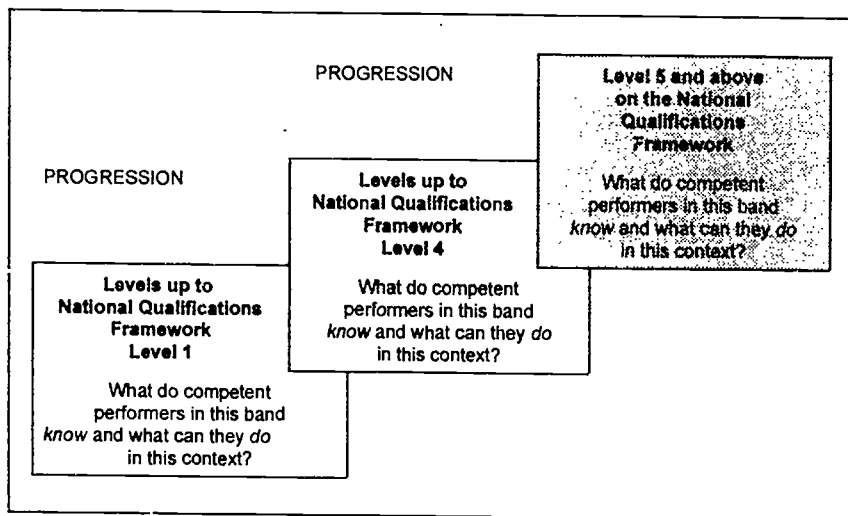 PROGRESSION
Level 5 and above
on the National
Qualifications
Framework
What do competent
performers in this band
know and what can they do
in this context?
PROGRESSION
Levels up to
National Qualifications
Framework
Level 4
What do competent
performers in this band
know and what can they do
in this context?
Levels up to
National Qualifications
Framework
Level 1
What do competent
performers in this band
know and what can they do
in this context?